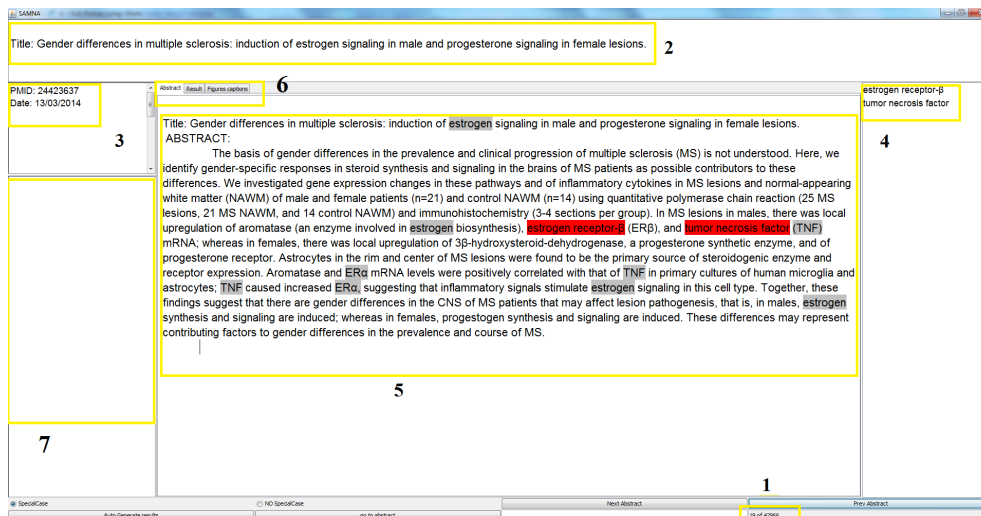 SAMNA
Title: Gender differences in multiple sclerosis: induction of estrogen signaling in male and progesterone signaling in female lesions.
2
PMID: 24423637
Date: 13/03/2014
3
Abstract Result Figures captions
6
estrogen receptor-β
tumor necrosis factor
4
Title: Gender differences in multiple sclerosis: induction of estrogen signaling in male and progesterone signaling in female lesions.
ABSTRACT:
The basis of gender differences in the prevalence and clinical progression of multiple sclerosis (MS) is not understood. Here, we
identify gender-specific responses in steroid synthesis and signaling in the brains of MS patients as possible contributors to these
differences. We investigated gene expression changes in these pathways and of inflammatory cytokines in MS lesions and normal-appearing
white matter (NAWM) of male and female patients (n=21) and control NAWM (n=14) using quantitative polymerase chain reaction (25 MS
lesions, 21 MS NAWM, and 14 control NAWM) and immunohistochemistry (3-4 sections per group). In MS lesions in males, there was local
upregulation of aromatase (an enzyme involved in estrogen biosynthesis), estrogen receptor-β (ERβ), and tumor necrosis factor (TNF)
mRNA; whereas in females, there was local upregulation of 3β-hydroxysteroid-dehydrogenase, a progesterone synthetic enzyme, and of
progesterone receptor. Astrocytes in the rim and center of MS lesions were found to be the primary source of steroidogenic enzyme and
receptor expression. Aromatase and ERα mRNA levels were positively correlated with that of TNF in primary cultures of human microglia and
astrocytes; TNF caused increased ERα, suggesting that inflammatory signals stimulate estrogen signaling in this cell type. Together, these
findings suggest that there are gender differences in the CNS of MS patients that may affect lesion pathogenesis, that is, in males, estrogen
synthesis and signaling are induced; whereas in females, progestogen synthesis and signaling are induced. These differences may represent
contributing factors to gender differences in the prevalence and course of MS.
5
7
1
SpecialCase NO SpecialCase Next Abstract Prev Abstract
Auto Generate results go to abstract 19 of 42966